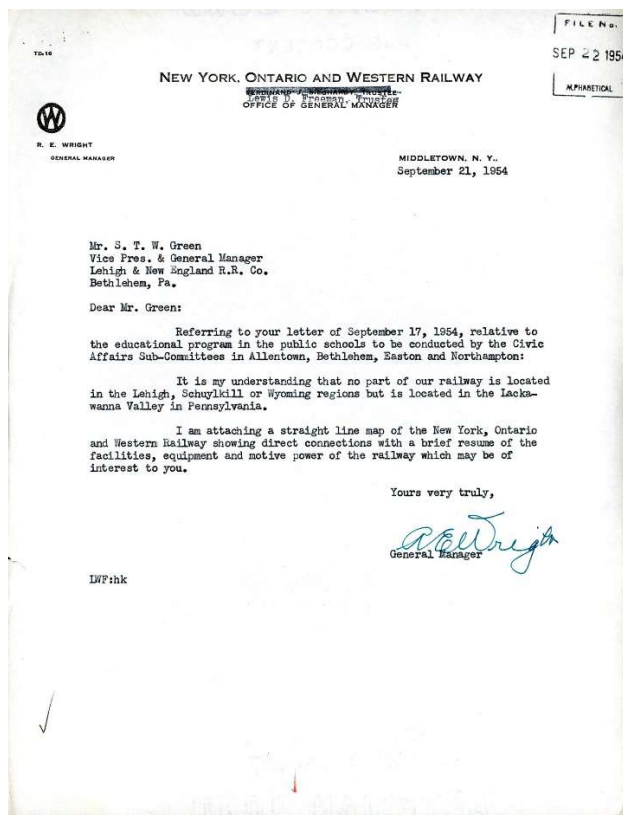 FILE No.
SEP 22 195
ALPHABETICAL
TD-16
NEW YORK, ONTARIO AND WESTERN RAILWAY
Lewis D. Freeman, Trustee
OFFICE OF GENERAL MANAGER
W
R. E. WRIGHT
GENERAL MANAGER
MIDDLETOWN, N. Y.,
September 21, 1954
Mr. S. T. W. Green
Vice Pres. & General Manager
Lehigh & New England R.R. Co.
Bethlehem, Pa.
Dear Mr. Green:
Referring to your letter of September 17, 1954, relative to
the educational program in the public schools to be conducted by the Civic
Affairs Sub-Committees in Allentown, Bethlehem, Easton and Northampton:
It is my understanding that no part of our railway is located
in the Lehigh, Schuylkill or Wyoming regions but is located in the Lacka-
wanna Valley in Pennsylvania.
I am attaching a straight line map of the New York, Ontario
and Western Railway showing direct connections with a brief resume of the
facilities, equipment and motive power of the railway which may be of
interest to you.
Yours very truly,
R E Wright
General Manager
LWF:hk